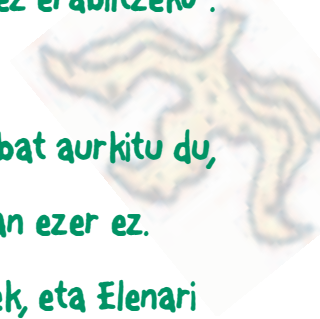 ez erabiltzeko".
bat aurkitu du,
an ezer ez.
ek, eta Elenari